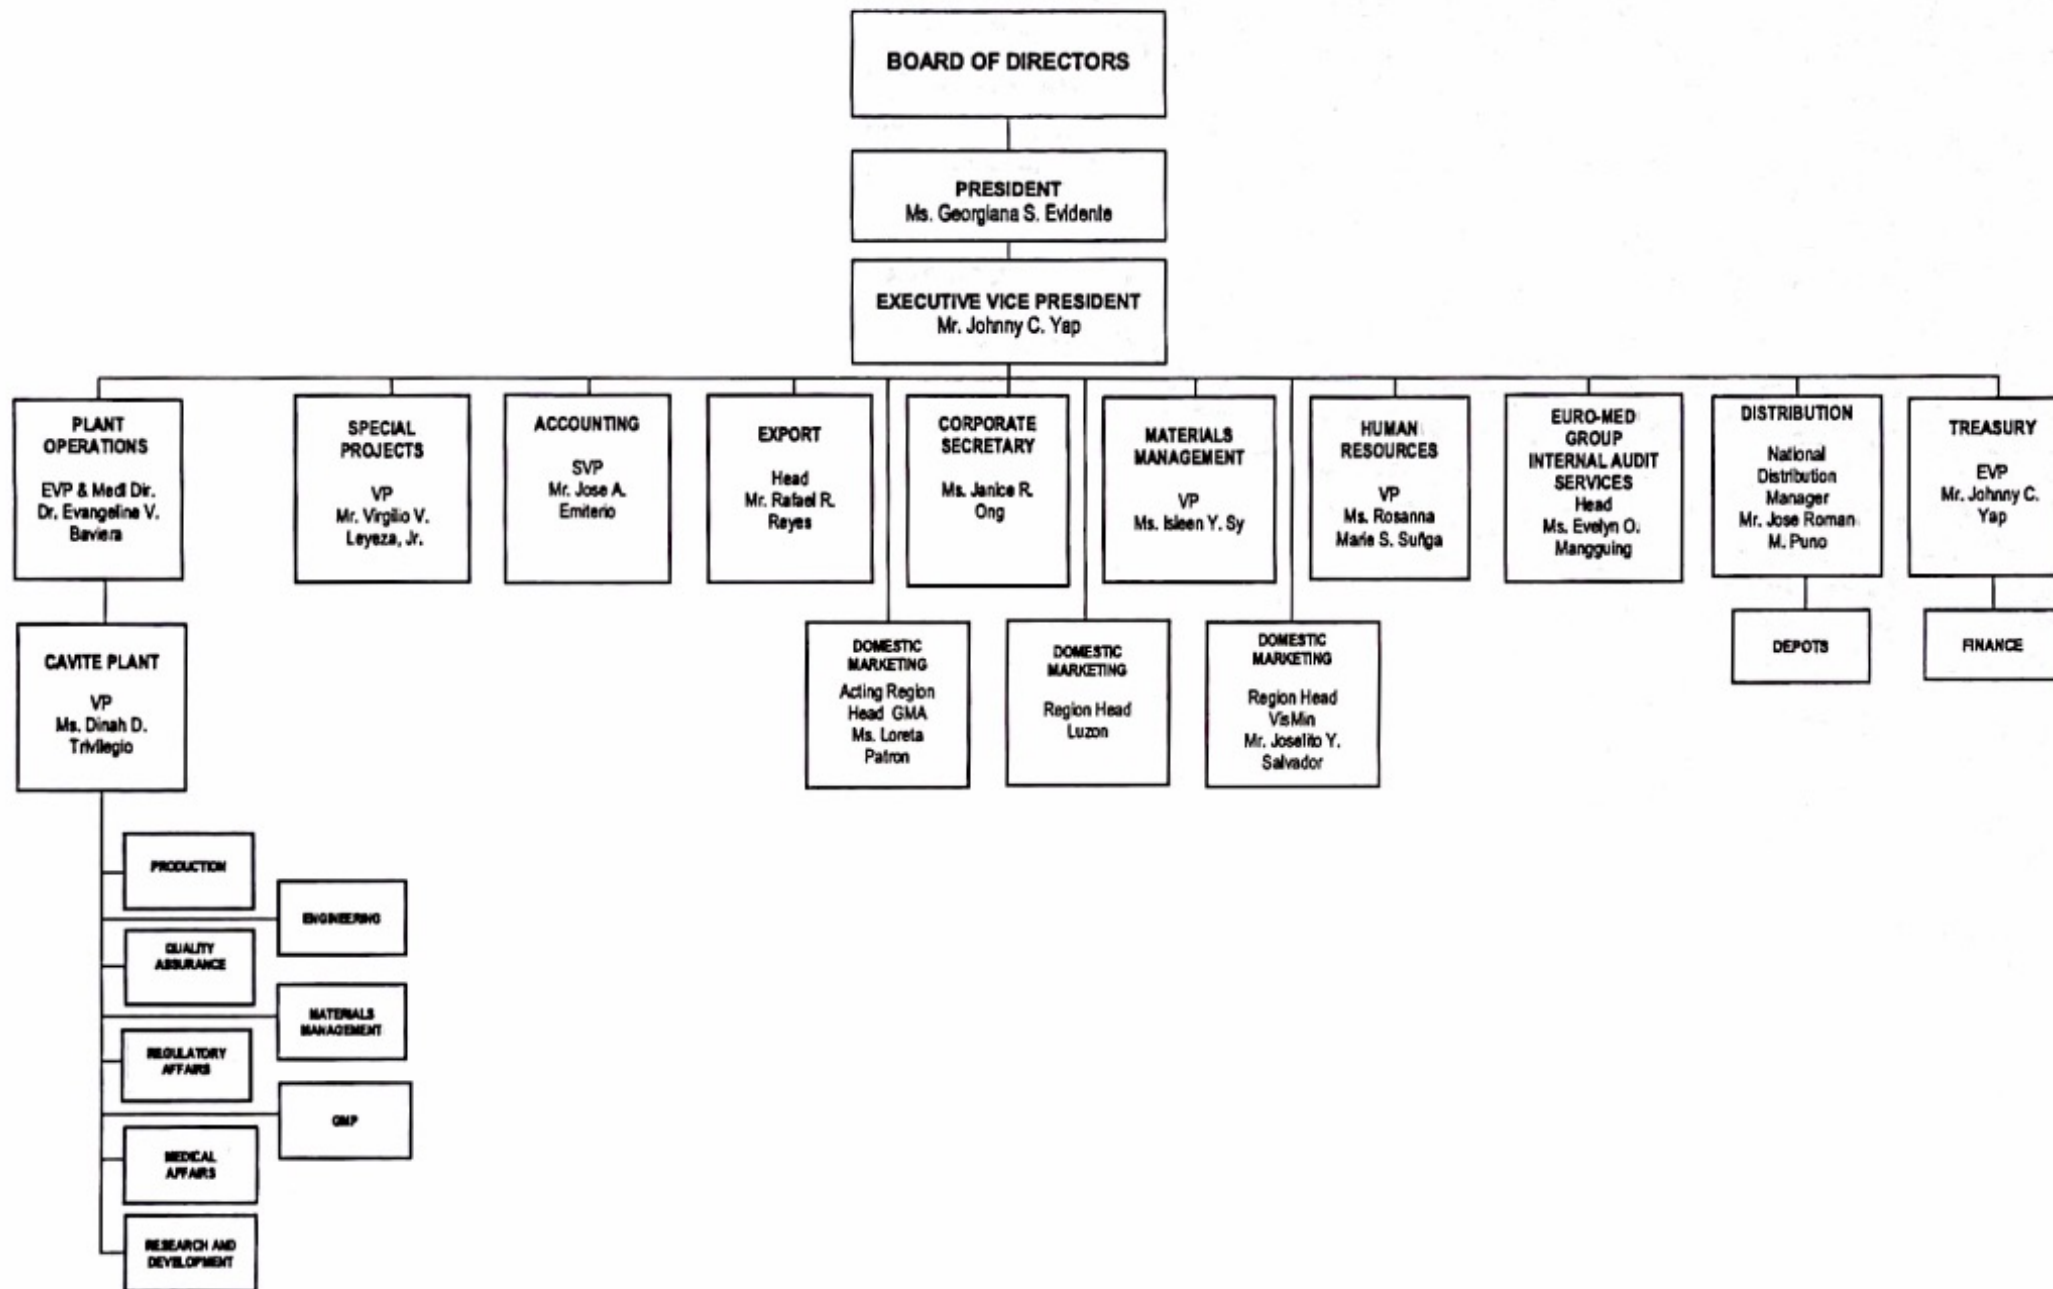 BOARD OF DIRECTORS
PRESIDENT
Ms. Georgiana S. Evidente
EXECUTIVE VICE PRESIDENT
Mr. Johnny C. Yap
PLANT
OPERATIONS
EVP & Medl Dir.
Dr. Evangeline V.
Baviera
SPECIAL
PROJECTS
VP
Mr. Virgilio V.
Leyeza, Jr.
ACCOUNTING
SVP
Mr. Jose A.
Emiterio
EXPORT
Head
Mr. Rafael R.
Reyes
CORPORATE
SECRETARY
Ms. Janice R.
Ong
MATERIALS
MANAGEMENT
VP
Ms. Isleen Y. Sy
HUMAN
RESOURCES
VP
Ms. Rosanna
Marie S. Suñga
EURO-MED
GROUP
INTERNAL AUDIT
SERVICES
Head
Ms. Evelyn O.
Mangguing
DISTRIBUTION
National
Distribution
Manager
Mr. Jose Roman
M. Puno
TREASURY
EVP
Mr. Johnny C.
Yap
CAVITE PLANT
VP
Ms. Dinah D.
Trivilegio
DOMESTIC
MARKETING
Acting Region
Head GMA
Ms. Loreta
Patron
DOMESTIC
MARKETING
Region Head
Luzon
DOMESTIC
MARKETING
Region Head
VisMin
Mr. Joselito Y.
Salvador
DEPOTS
FINANCE
PRODUCTION
ENGINEERING
QUALITY
ASSURANCE
MATERIALS
MANAGEMENT
REGULATORY
AFFAIRS
GMP
MEDICAL
AFFAIRS
RESEARCH AND
DEVELOPMENT